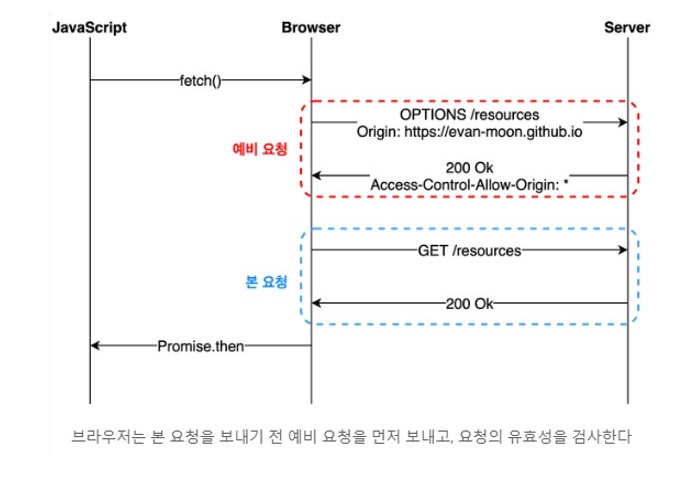 JavaScript
Browser
Server
fetch()
OPTIONS /resources
Origin: https://evan-moon.github.io
예비 요청
200 Ok
Access-Control-Allow-Origin: *
GET /resources
본 요청
200 Ok
Promise.then
브라우저는 본 요청을 보내기 전 예비 요청을 먼저 보내고, 요청의 유효성을 검사한다